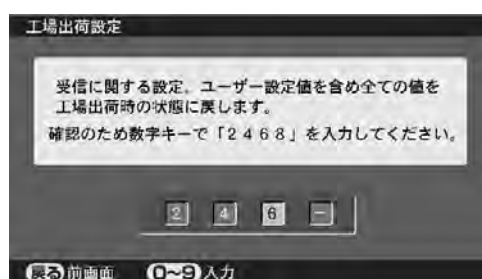 工場出荷設定
受信に関する設定、ユーザー設定値を含め全ての値を
工場出荷時の状態に戻します。
確認のため数字キーで「2468」を入力してください。
2 4 6 −
戻る 前画面 0~9 入力